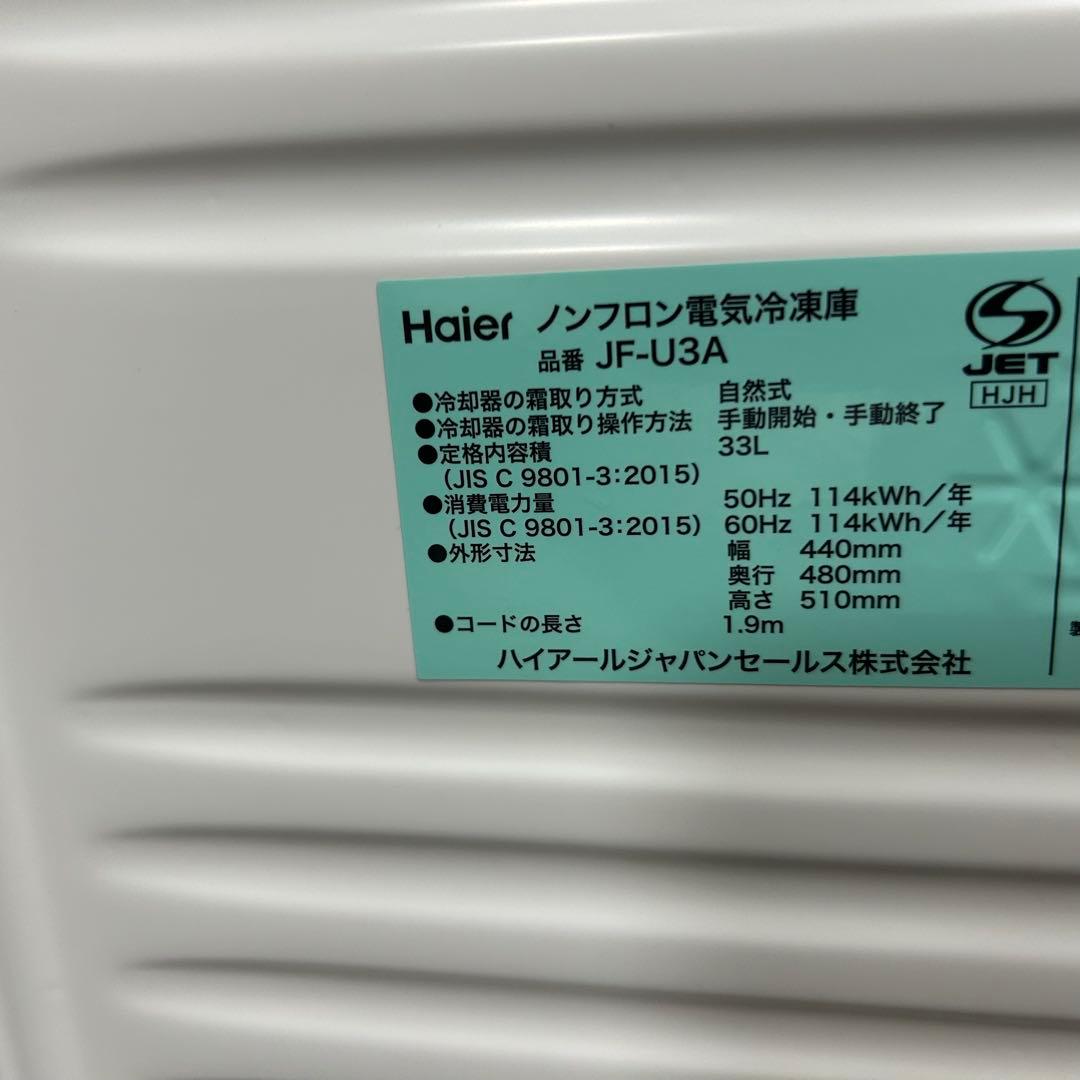 Haier ノンフロン電気冷凍庫
品番 JF-U3A
JET
HJH
●冷却器の霜取り方式 自然式
●冷却器の霜取り操作方法 手動開始・手動終了
●定格内容積 33L
（JIS C 9801-3：2015）
●消費電力量 50Hz 114kWh／年
（JIS C 9801-3：2015） 60Hz 114kWh／年
●外形寸法 幅 440mm
奥行 480mm
高さ 510mm
●コードの長さ 1.9m
ハイアールジャパンセールス株式会社